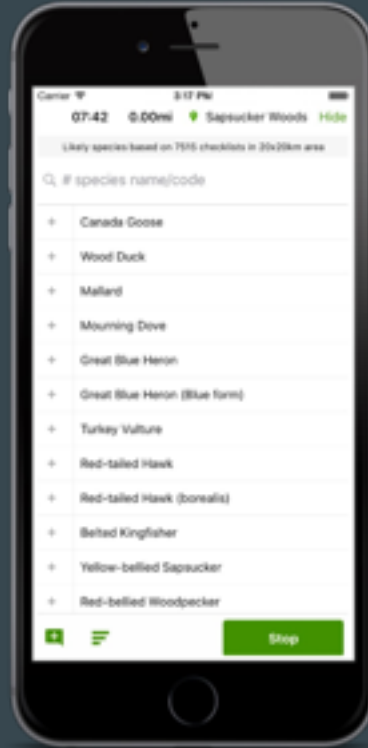 Carrier 3:17 PM
07:42 0.00mi Sapsucker Woods Hide
Likely species based on 7515 checklists in 20x20km area
# species name/code
+ Canada Goose
+ Wood Duck
+ Mallard
+ Mourning Dove
+ Great Blue Heron
+ Great Blue Heron (Blue form)
+ Turkey Vulture
+ Red-tailed Hawk
+ Red-tailed Hawk (borealis)
+ Belted Kingfisher
+ Yellow-bellied Sapsucker
+ Red-bellied Woodpecker
Stop